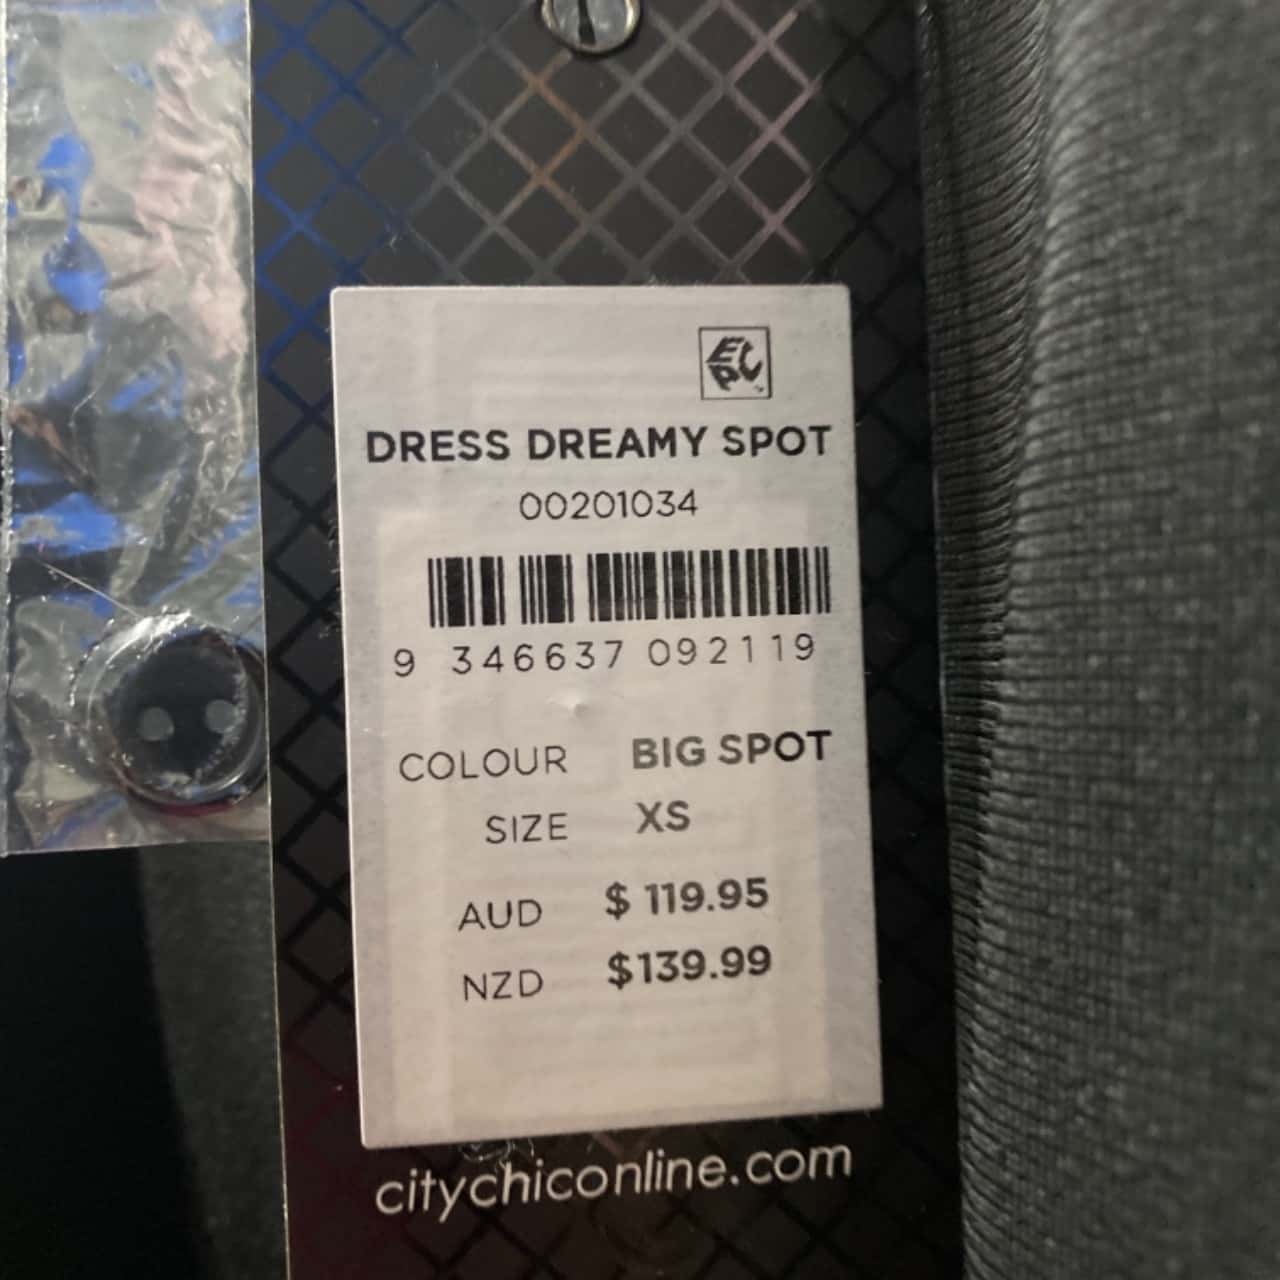 EPC
DRESS DREAMY SPOT
00201034
9 346637 092119
COLOUR BIG SPOT
SIZE XS
AUD $ 119.95
NZD $139.99
citychiconline.com